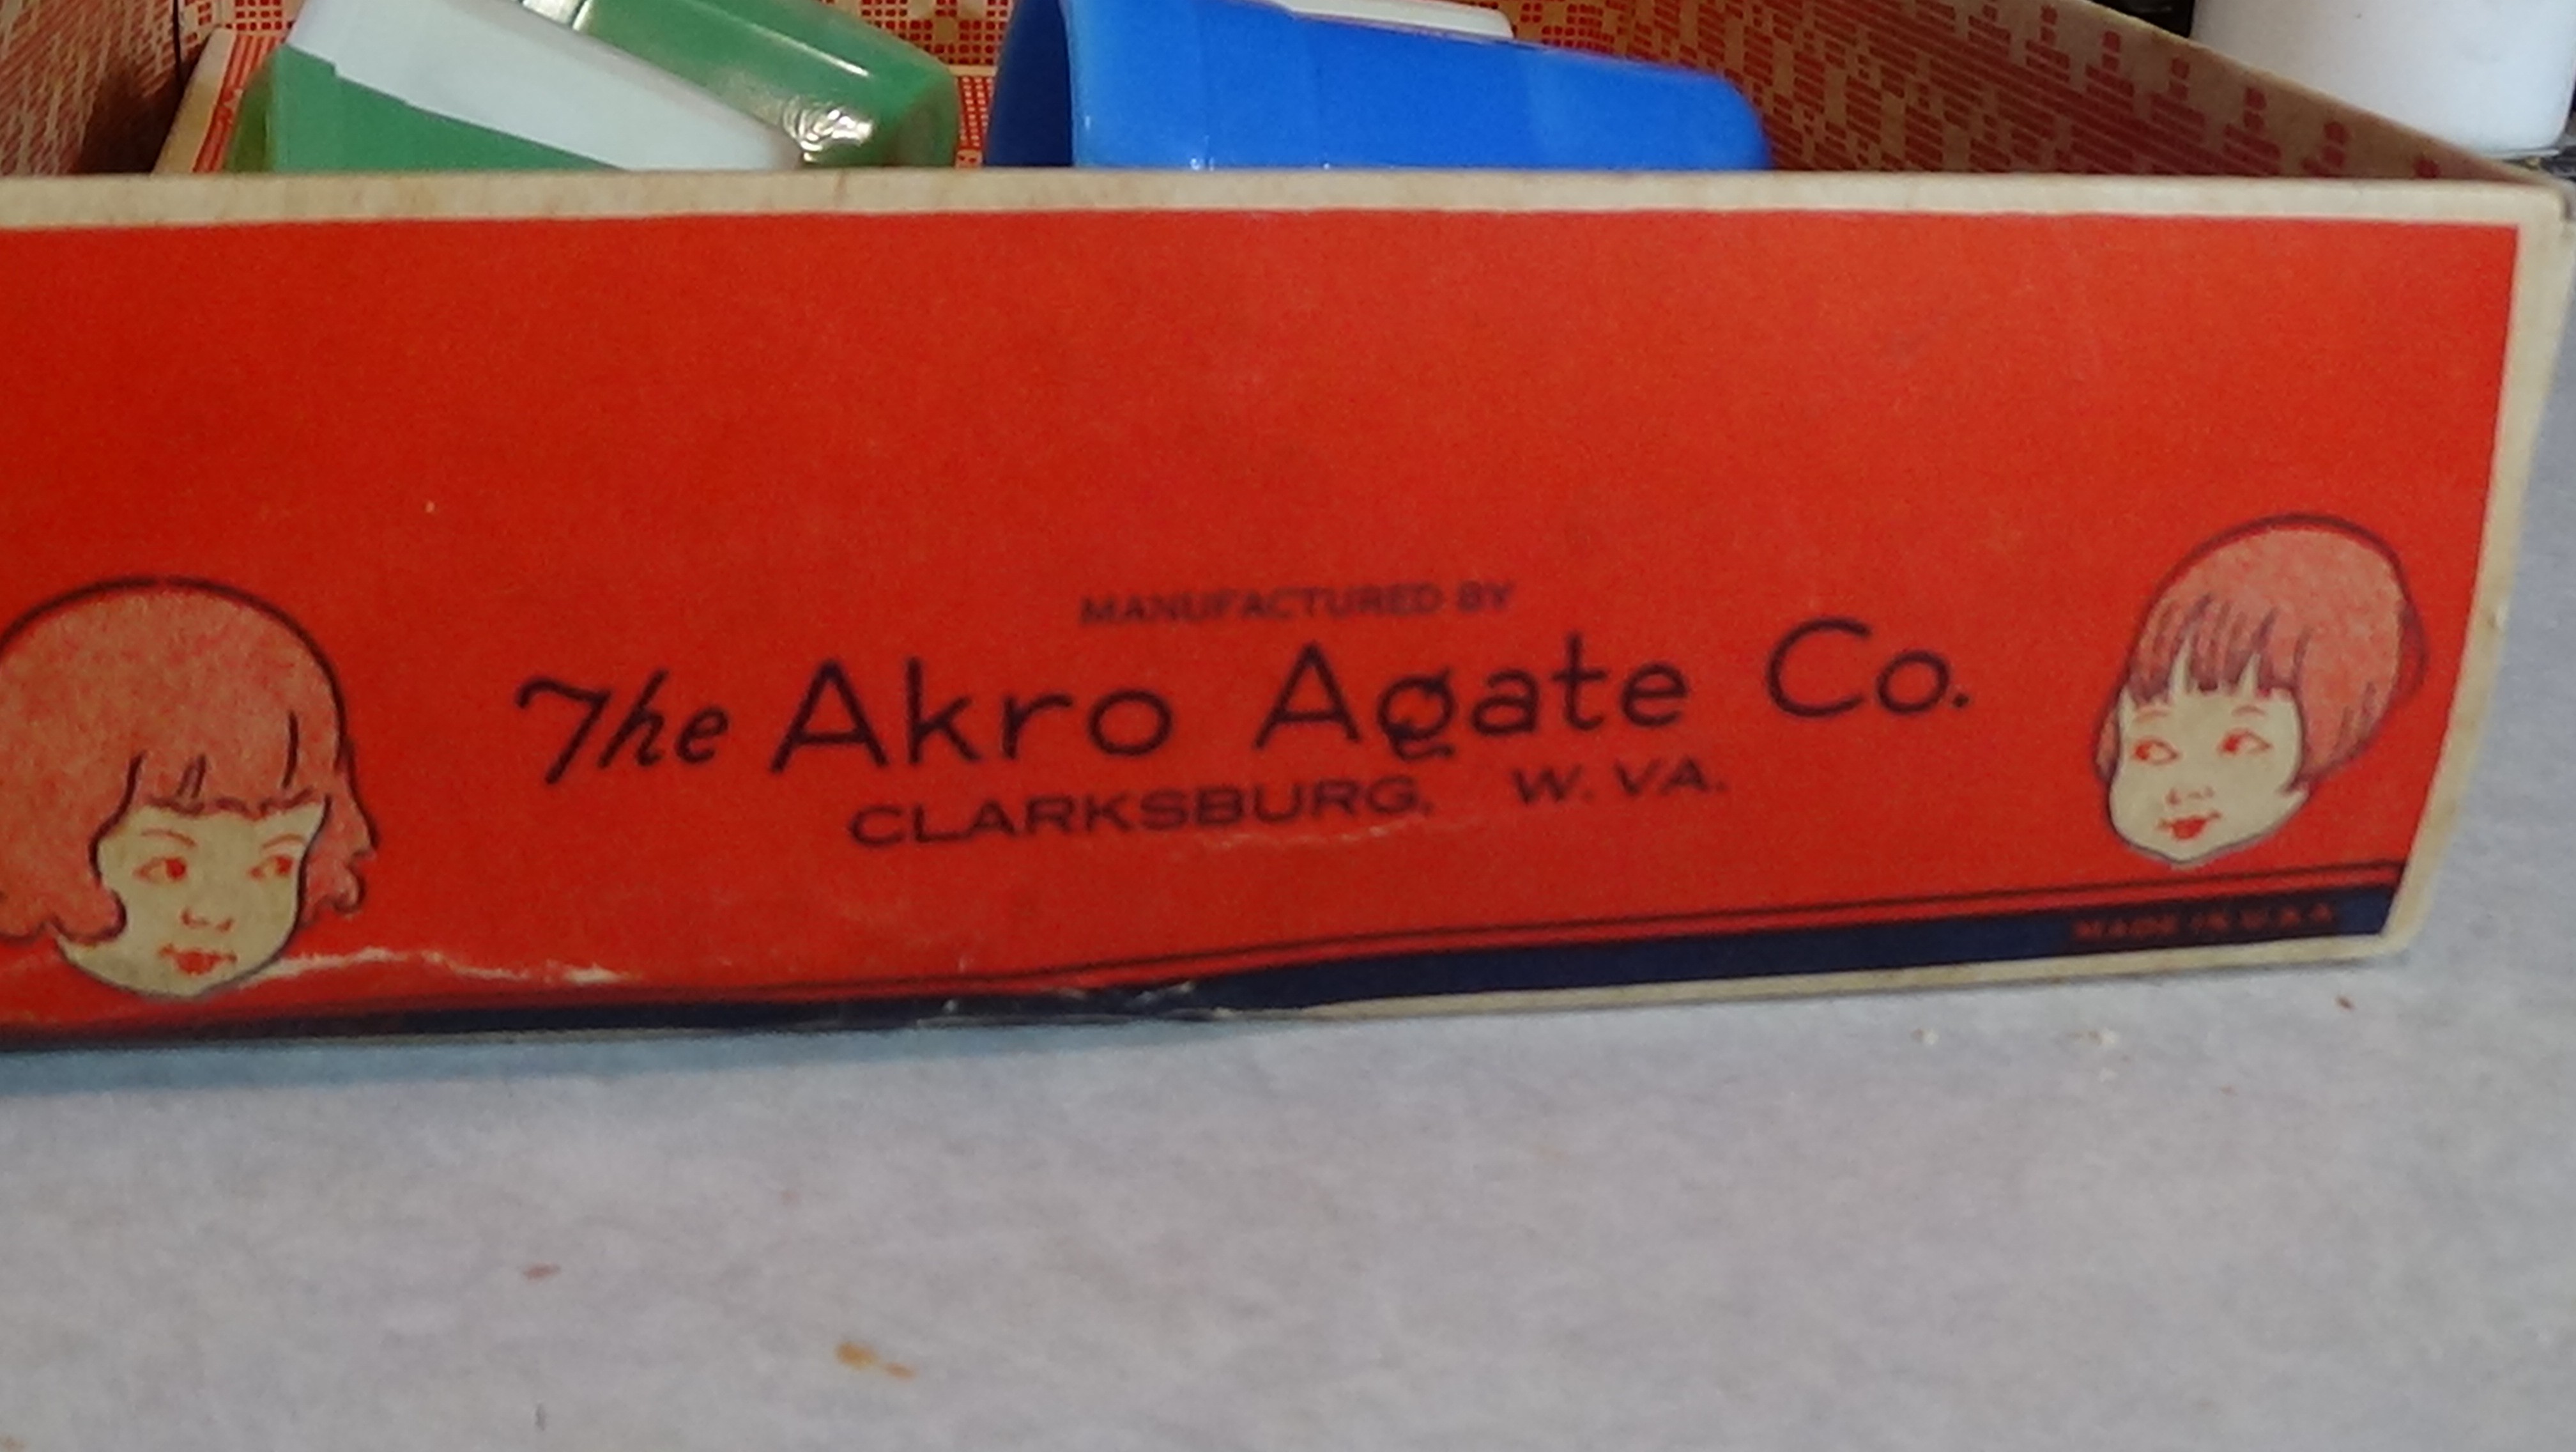 MANUFACTURED BY
The Akro Agate Co.
CLARKSBURG, W. VA.
MADE IN U.S.A.